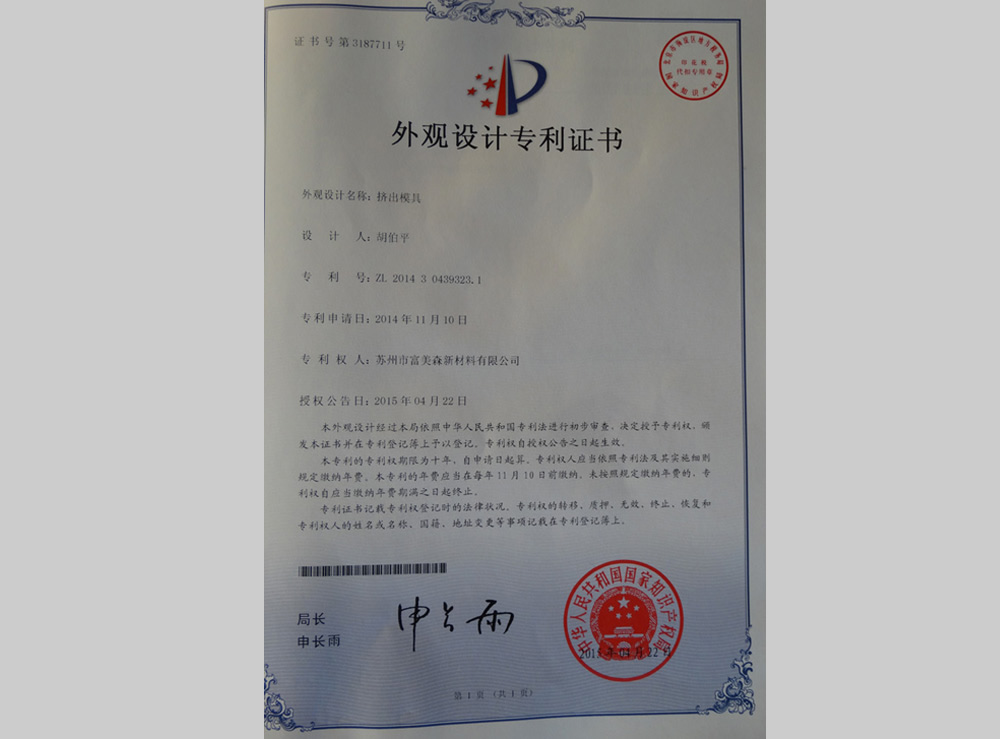 证书号第3187711号
外观设计专利证书
外观设计名称：挤出模具
设 计 人：胡伯平
专 利 号：ZL 2014 3 0439323.1
专利申请日：2014年11月10日
专 利 权 人：苏州市富美森新材料有限公司
授权公告日：2015年04月22日
本外观设计经过本局依照中华人民共和国专利法进行初步审查，决定授予专利权，颁
发本证书并在专利登记簿上予以登记。专利权自授权公告之日起生效。
本专利的专利权期限为十年，自申请日起算。专利权人应当依照专利法及其实施细则
规定缴纳年费。本专利的年费应当在每年11月10日前缴纳。未按照规定缴纳年费的，专
利权自应当缴纳年费期满之日起终止。
专利证书记载专利权登记时的法律状况。专利权的转移、质押、无效、终止、恢复和
专利权人的姓名或名称、国籍、地址变更等事项记载在专利登记簿上。
局长
申长雨
申长雨
中华人民共和国国家知识产权局
2015年04月22日
第1页（共1页）